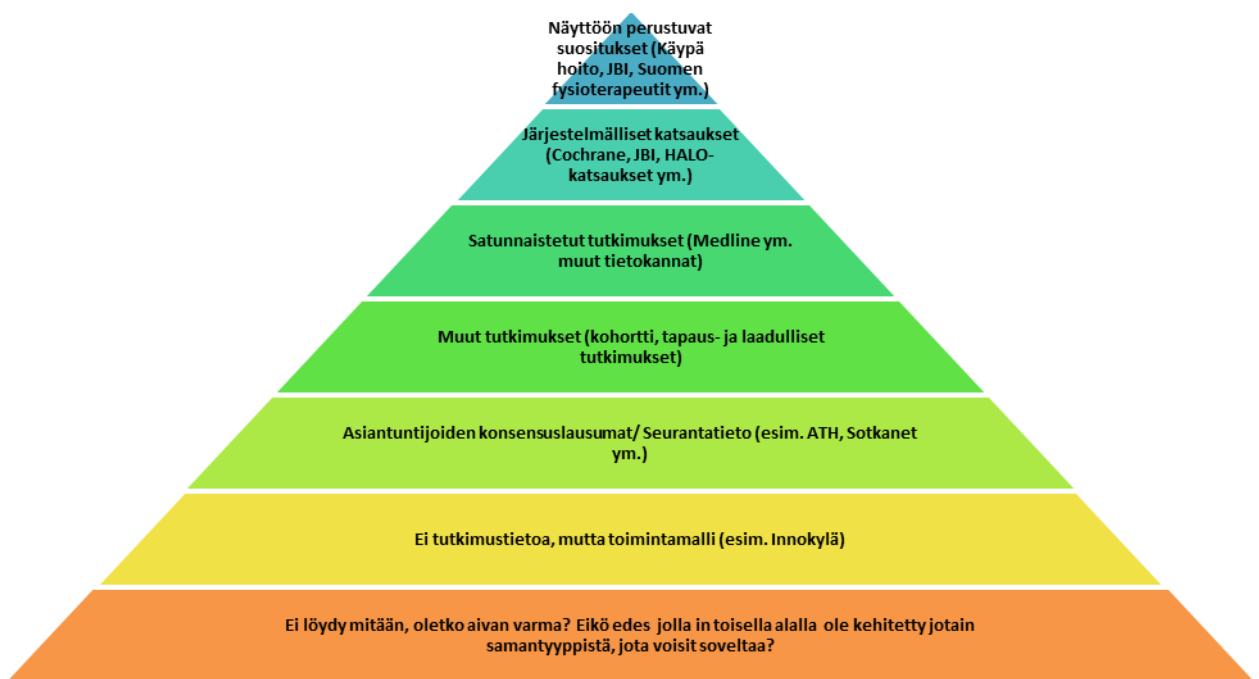 Näyttöön perustuvat
suositukset (Käypä
hoito, JBI, Suomen
fysioterapeutit ym.)
Järjestelmälliset katsaukset
(Cochrane, JBI, HALO-
katsaukset ym.)
Satunnaistetut tutkimukset (Medline ym.
muut tietokannat)
Muut tutkimukset (kohortti, tapaus- ja laadulliset
tutkimukset)
Asiantuntijoiden konsensuslausumat/ Seurantatieto (esim. ATH, Sotkanet
ym.)
Ei tutkimustietoa, mutta toimintamalli (esim. Innokylä)
Ei löydy mitään, oletko aivan varma? Eikö edes jolla in toisella alalla ole kehitetty jotain
samantyyppistä, jota voisit soveltaa?